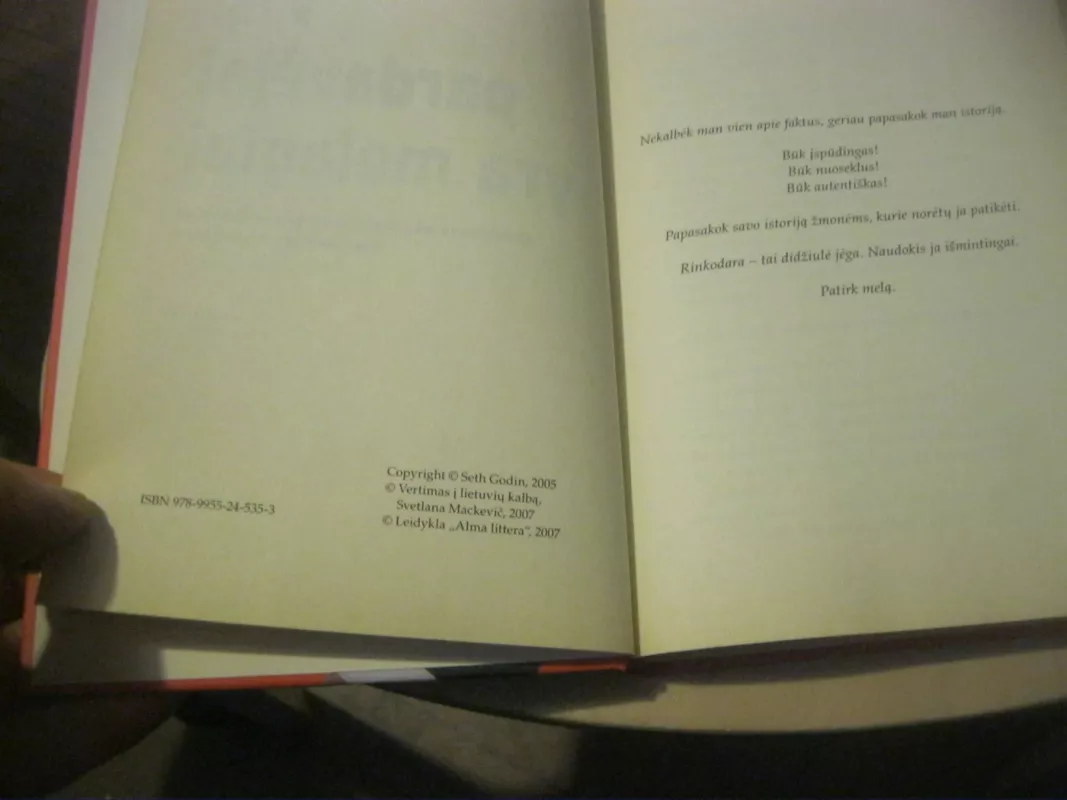 ISBN 978-9955-24-535-3
Copyright © Seth Godin, 2005
© Vertimas į lietuvių kalbą,
Svetlana Mackevič, 2007
© Leidykla „Alma littera“, 2007
Nekalbėk man vien apie faktus, geriau papasakok man istoriją.
Būk įspūdingas!
Būk nuoseklus!
Būk autentiškas!
Papasakok savo istoriją žmonėms, kurie norėtų ja patikėti.
Rinkodara – tai didžiulė jėga. Naudokis ja išmintingai.
Patirk melą.